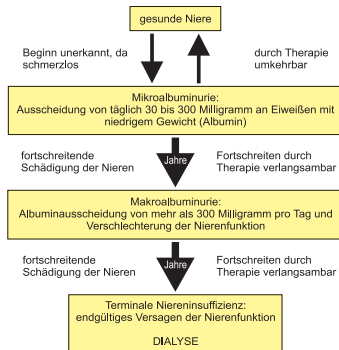 gesunde Niere
Beginn unerkannt, da
schmerzlos
durch Therapie
umkehrbar
Mikroalbuminurie:
Ausscheidung von täglich 30 bis 300 Milligramm an Eiweißen mit
niedrigem Gewicht (Albumin)
fortschreitende
Schädigung der Nieren
Jahre
Fortschreiten durch
Therapie verlangsambar
Makroalbuminurie:
Albuminausscheidung von mehr als 300 Milligramm pro Tag und
Verschlechterung der Nierenfunktion
fortschreitende
Schädigung der Nieren
Jahre
Fortschreiten durch
Therapie verlangsambar
Terminale Niereninsuffizienz:
endgültiges Versagen der Nierenfunktion
DIALYSE